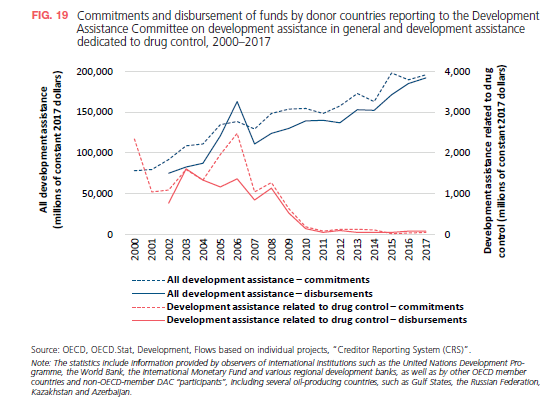 FIG. 19 Commitments and disbursement of funds by donor countries reporting to the Development
Assistance Committee on development assistance in general and development assistance
dedicated to drug control, 2000–2017
All development assistance
(millions of constant 2017 dollars)
200,000
150,000
100,000
50,000
0
4,000
3,000
2,000
1,000
0
Development assistance related to drug
control (millions of constant 2017 dollars)
2000
2001
2002
2003
2004
2005
2006
2007
2008
2009
2010
2011
2012
2013
2014
2015
2016
2017
All development assistance – commitments
All development assistance – disbursements
Development assistance related to drug control – commitments
Development assistance related to drug control – disbursements
Source: OECD, OECD.Stat, Development, Flows based on individual projects, "Creditor Reporting System (CRS)".
Note: The statistics include information provided by observers of international institutions such as the United Nations Development Pro-
gramme, the World Bank, the International Monetary Fund and various regional development banks, as well as by other OECD member
countries and non-OECD-member DAC "participants", including several oil-producing countries, such as Gulf States, the Russian Federation,
Kazakhstan and Azerbaijan.